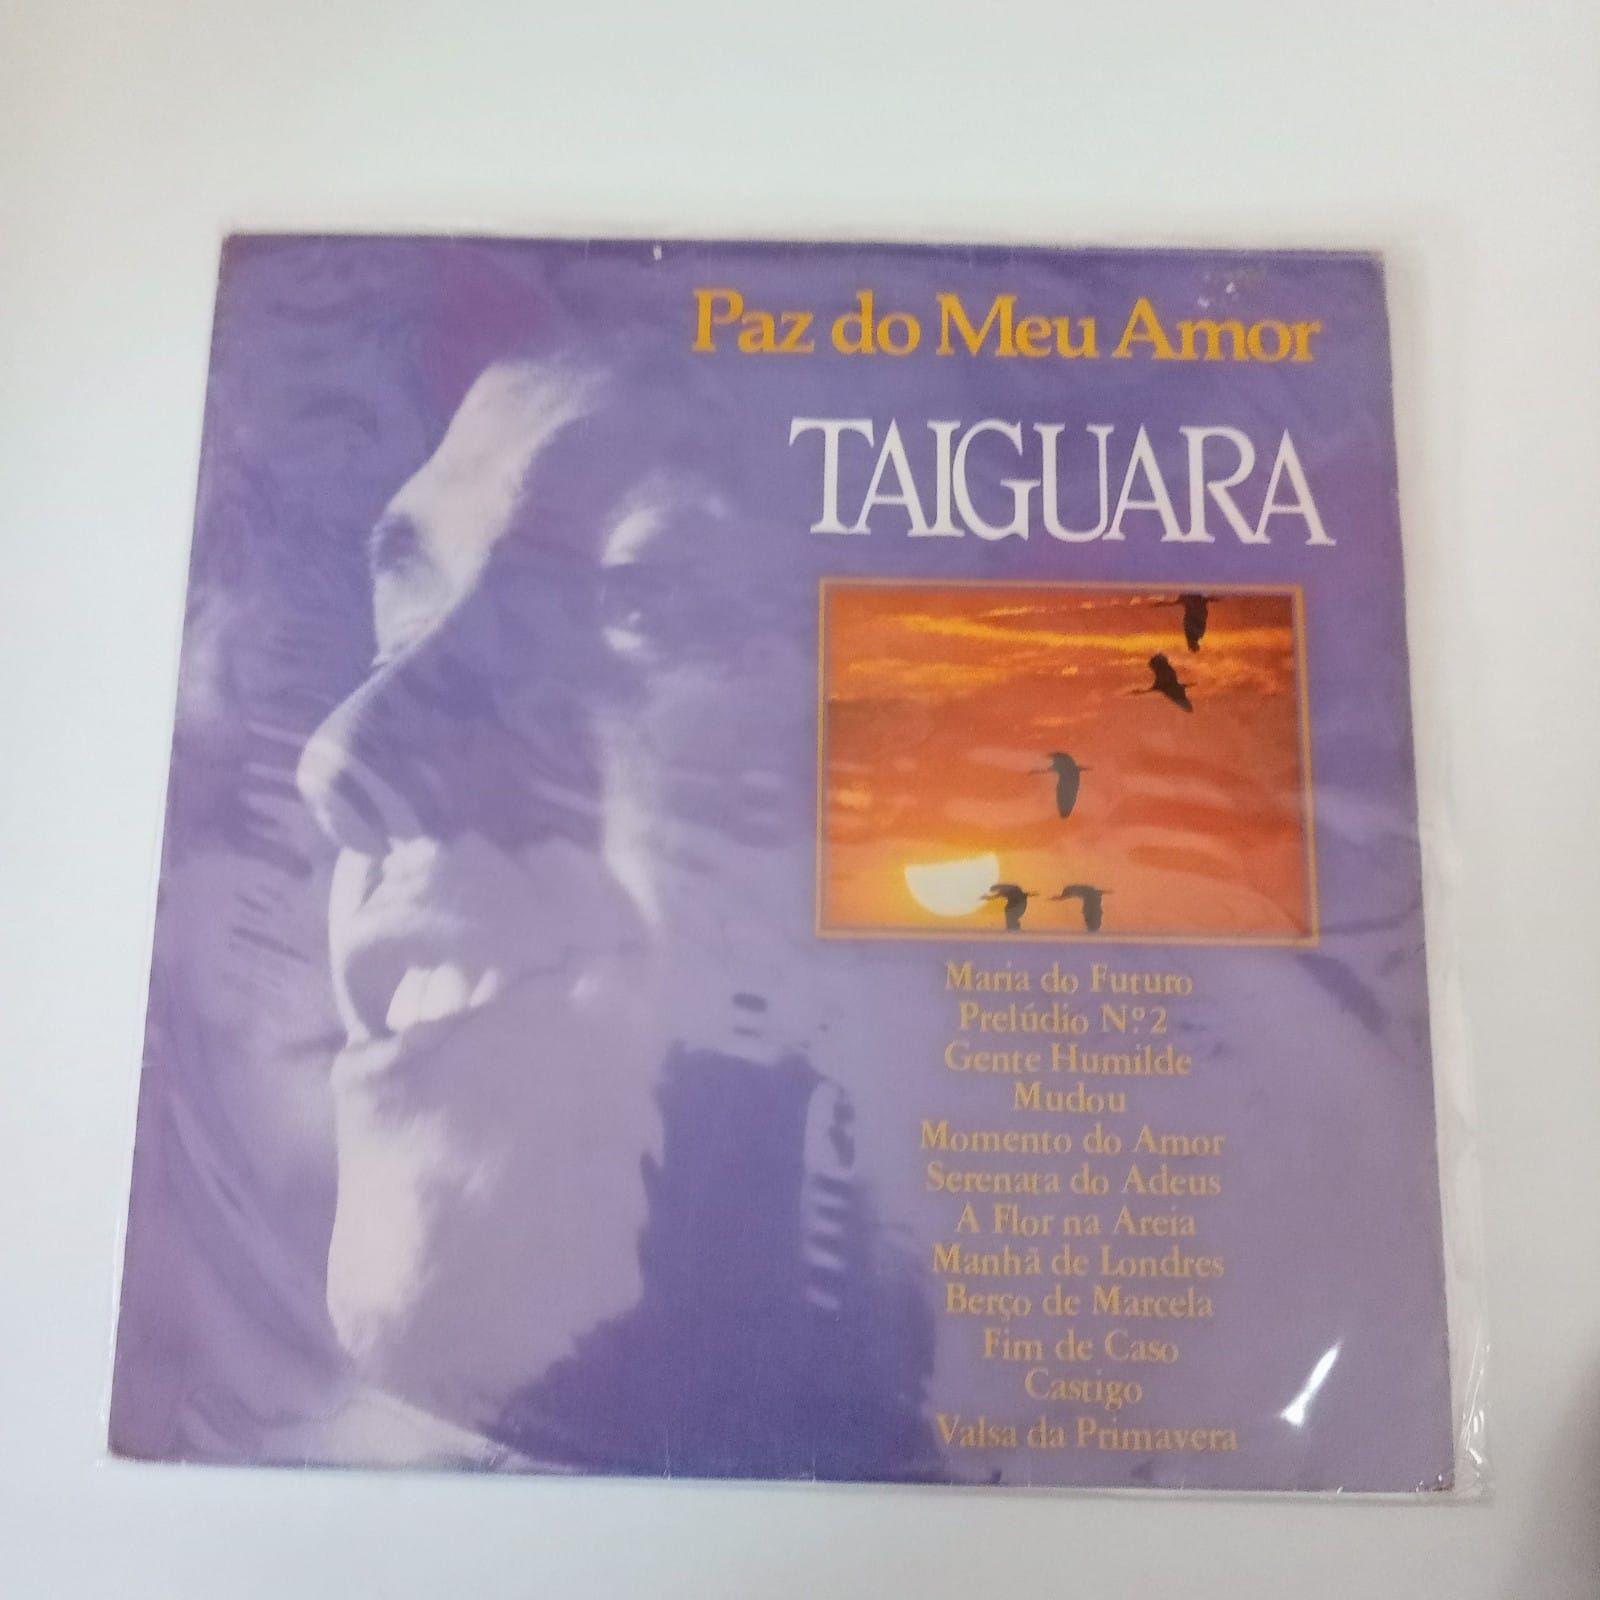 Paz do Meu Amor
TAIGUARA
Maria do Futuro
Prelúdio N.º 2
Gente Humilde
Mudou
Momento do Amor
Serenata do Adeus
A Flor na Areia
Manhã de Londres
Berço de Marcela
Fim de Caso
Castigo
Valsa da Primavera